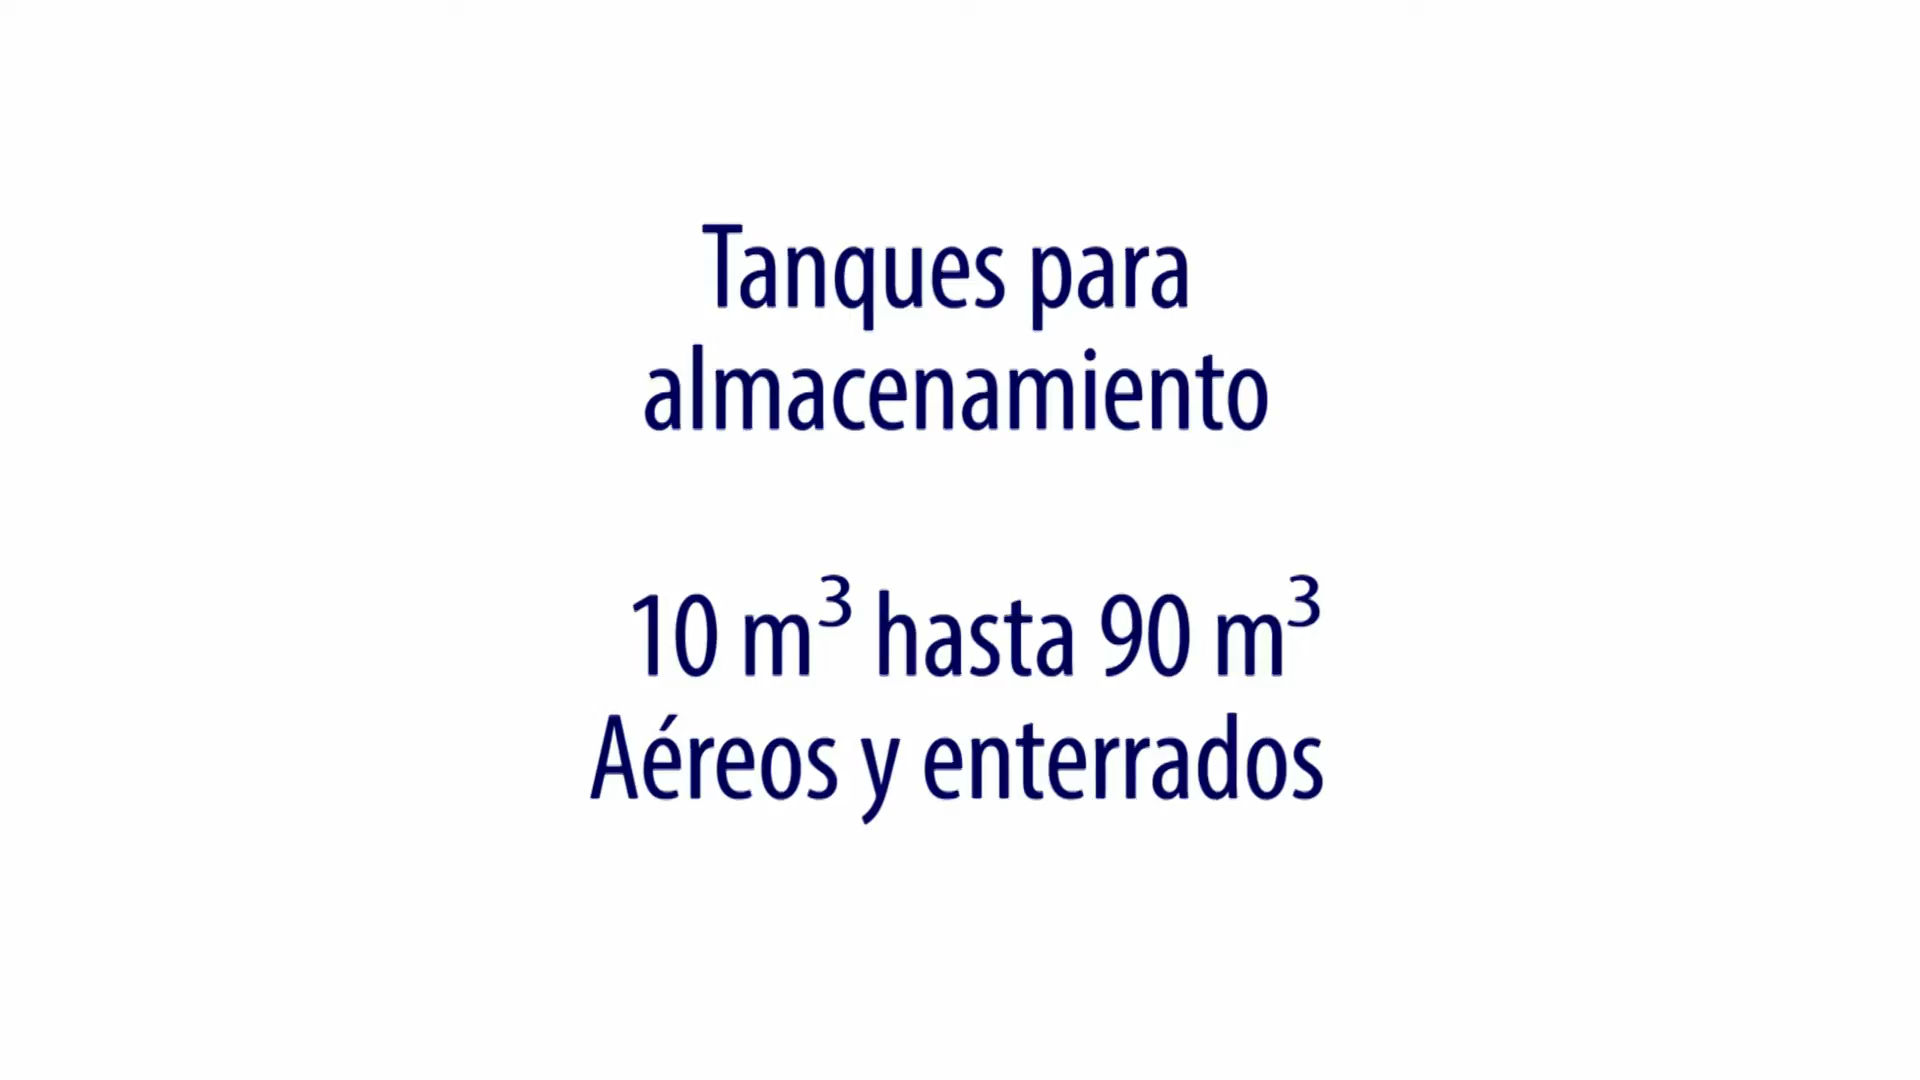 Tanques para
almacenamiento
10 m³ hasta 90 m³
Aéreos y enterrados